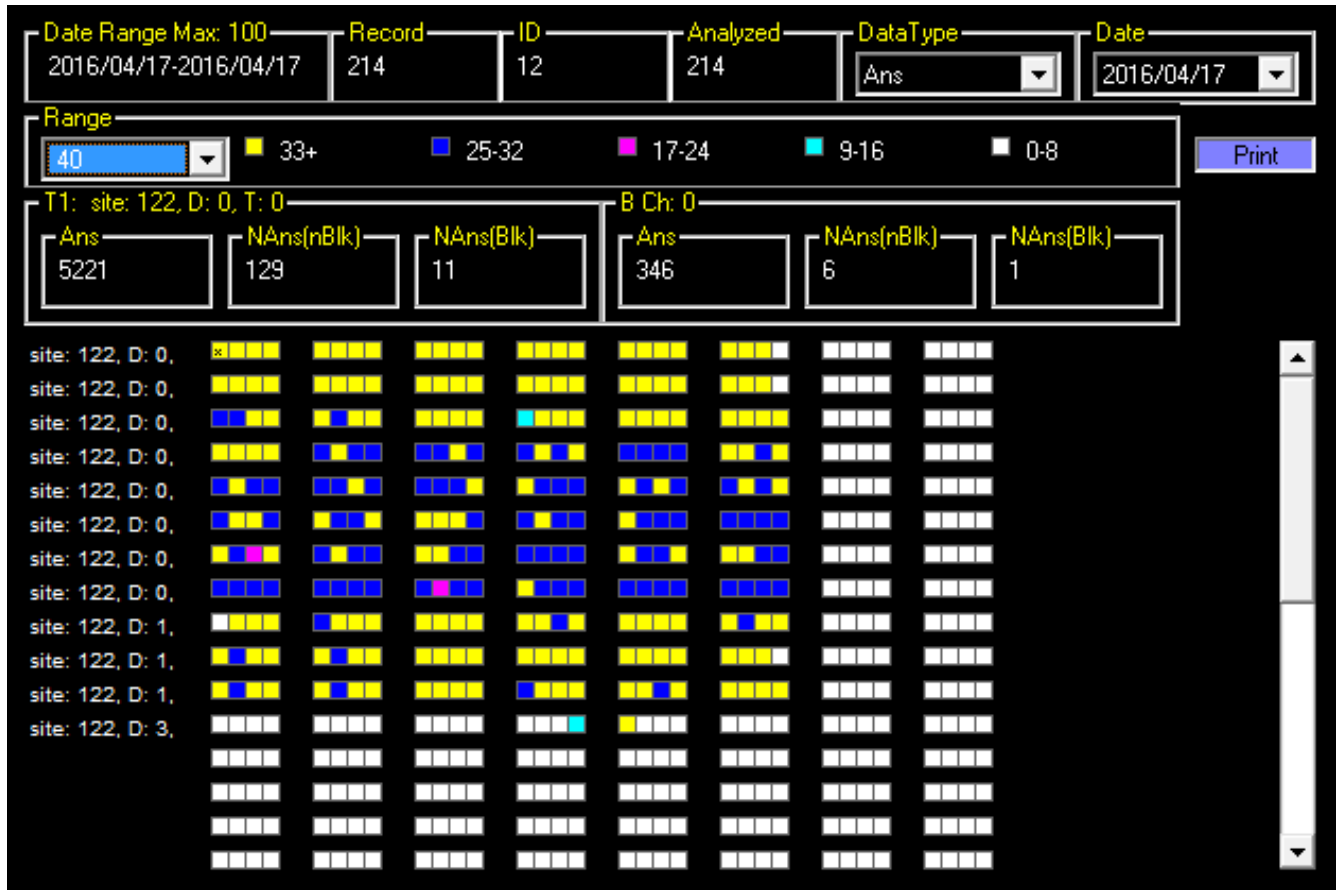 Date Range Max: 100 Record ID Analyzed DataType Date
2016/04/17-2016/04/17 214 12 214 Ans 2016/04/17
Range
40 33+ 25-32 17-24 9-16 0-8 Print
T1: site: 122, D: 0, T: 0 B Ch: 0
Ans NAns(nBlk) NAns(Blk) Ans NAns(nBlk) NAns(Blk)
5221 129 11 346 6 1
site: 122, D: 0,
site: 122, D: 0,
site: 122, D: 0,
site: 122, D: 0,
site: 122, D: 0,
site: 122, D: 0,
site: 122, D: 0,
site: 122, D: 0,
site: 122, D: 1,
site: 122, D: 1,
site: 122, D: 1,
site: 122, D: 3,